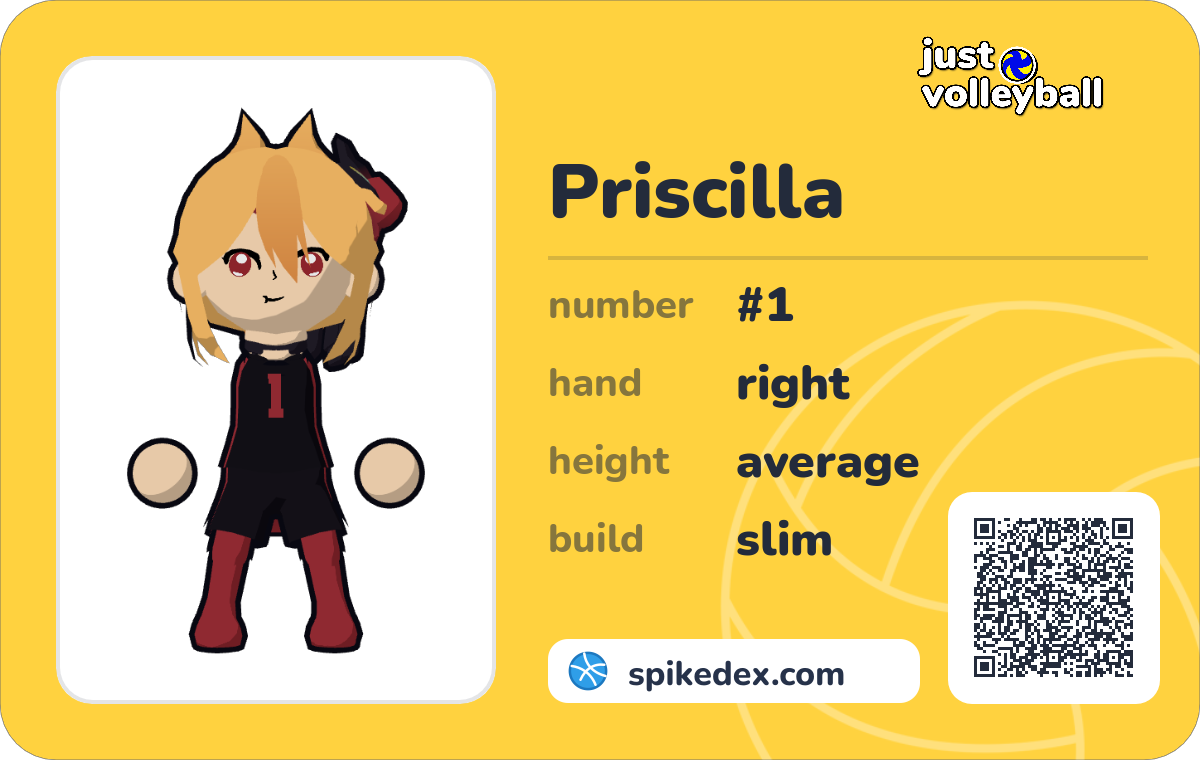 just
volleyball
Priscilla
number #1
hand right
height average
build slim
1
spikedex.com